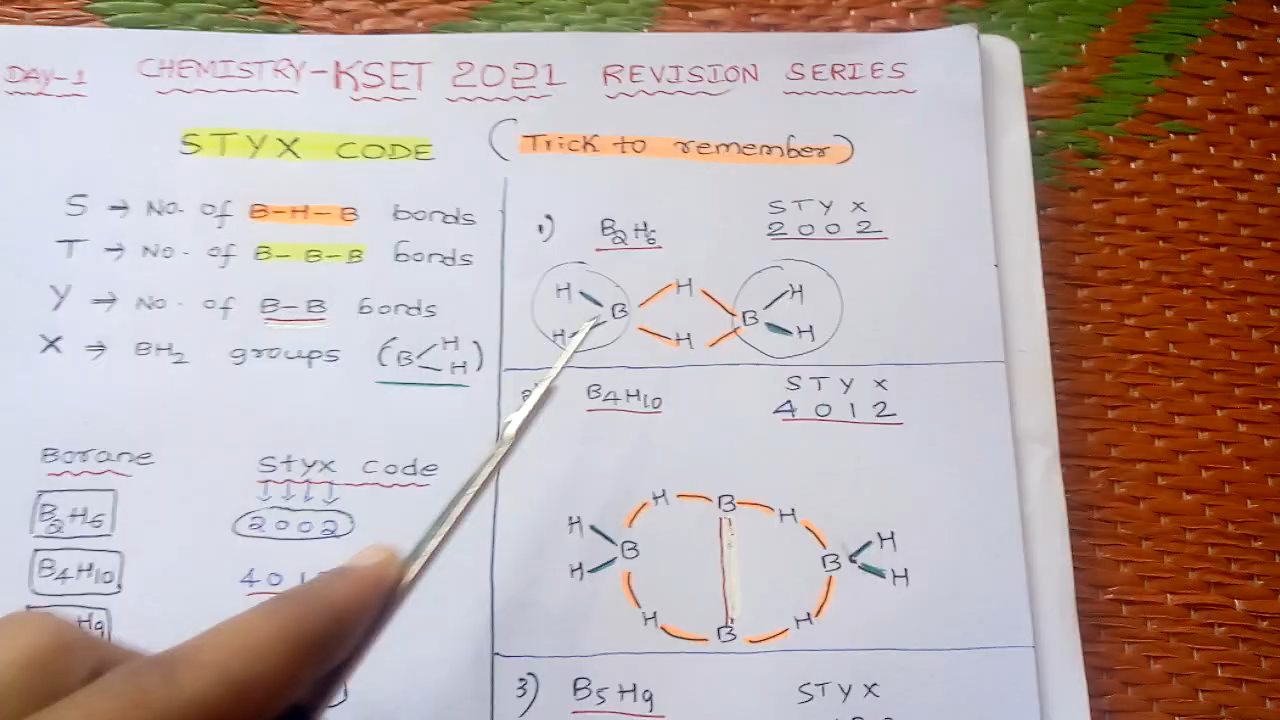 DAY-1 CHEMISTRY-KSET 2021 REVISION SERIES
STYX CODE (Trick to remember)
S → No. of B-H-B bonds
T → No. of B-B-B bonds
Y → No. of B-B bonds
X → BH2 groups (B H H)
Borane Styx code
B2H6 2002
B4H10 401
H9
1) B2H6 STYX
2002
H H B H H B H H
B4H10 STYX
4012
H H B H B H B H H
H B H
3) B5H9 STYX